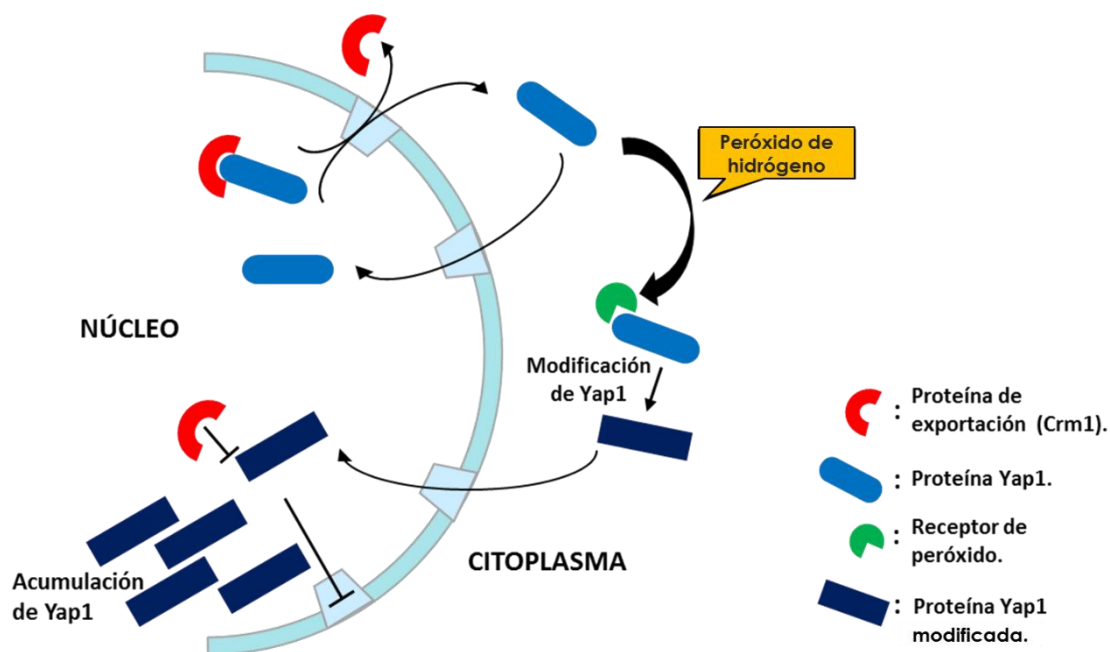 Peróxido de
hidrógeno
NÚCLEO
Modificación
de Yap1
CITOPLASMA
Acumulación
de Yap1
: Proteína de
exportación (Crm1).
: Proteína Yap1.
: Receptor de
peróxido.
: Proteína Yap1
modificada.